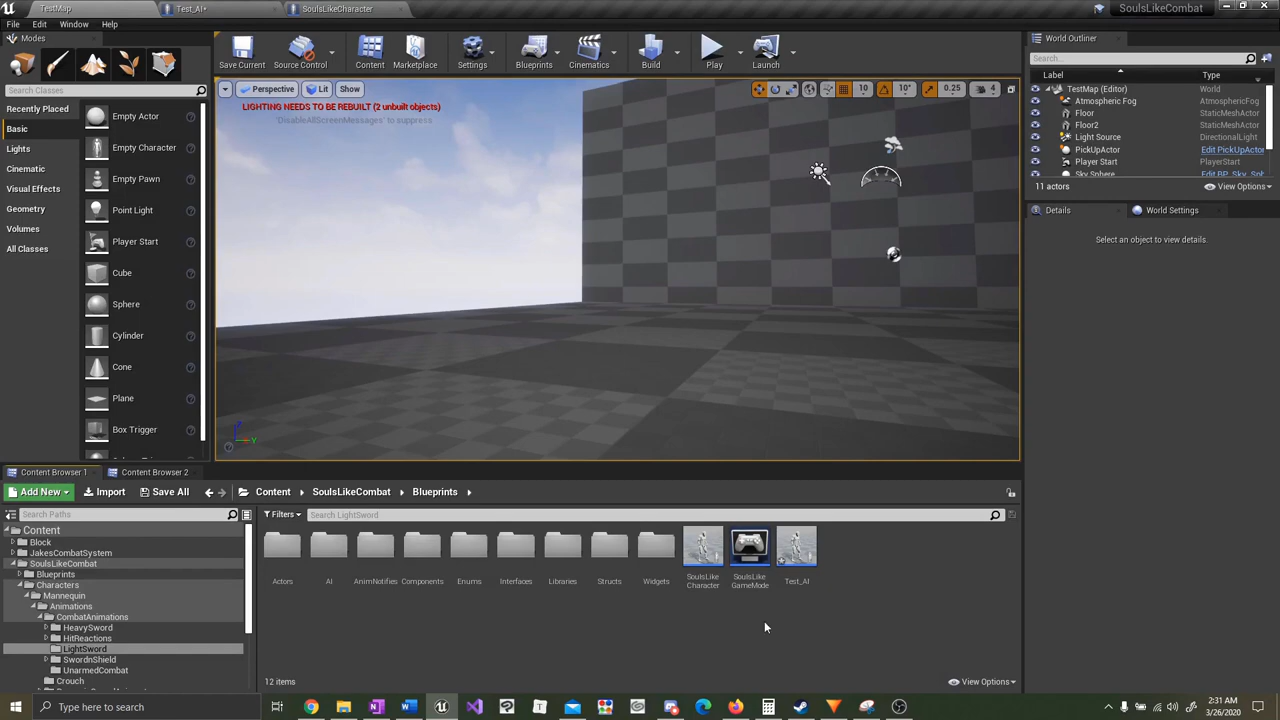 TestMap
Test_AI+
SoulsLikeCharacter
SoulsLikeCombat
File Edit Window Help
Modes
Search Classes
Recently Placed
Basic
Lights
Cinematic
Visual Effects
Geometry
Volumes
All Classes
Empty Actor
Empty Character
Empty Pawn
Point Light
Player Start
Cube
Sphere
Cylinder
Cone
Plane
Box Trigger
Save Current
Source Control
Content
Marketplace
Settings
Blueprints
Cinematics
Build
Play
Launch
Perspective
Lit
Show
10
10°
0.25
4
LIGHTING NEEDS TO BE REBUILT (2 unbuilt objects)
'DisableAllScreenMessages' to suppress
Z
Y
World Outliner
Search...
Label Type
TestMap (Editor) World
Atmospheric Fog AtmosphericFog
Floor StaticMeshActor
Floor2 StaticMeshActor
Light Source DirectionalLight
PickUpActor Edit PickUpActor
Player Start PlayerStart
Sky Sphere Edit BP_Sky_Sph
11 actors
View Options
Details
World Settings
Select an object to view details.
Content Browser 1
Content Browser 2
Add New
Import
Save All
Content
SoulsLikeCombat
Blueprints
Search Paths
Filters
Search LightSword
Content
Block
JakesCombatSystem
SoulsLikeCombat
Blueprints
Characters
Mannequin
Animations
CombatAnimations
HeavySword
HitReactions
LightSword
SwordnShield
UnarmedCombat
Crouch
Actors
AI
AnimNotifies
Components
Enums
Interfaces
Libraries
Structs
Widgets
SoulsLike
Character
SoulsLike
GameMode
Test_AI
12 items
View Options
Type here to search
2:31 AM
3/26/2020